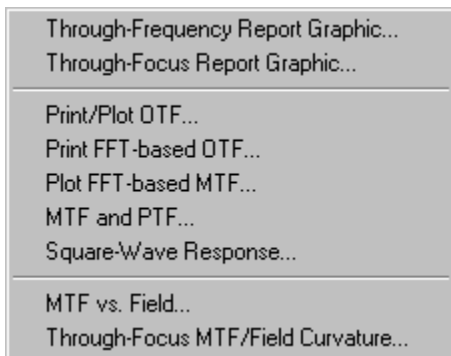 Through-Frequency Report Graphic...
Through-Focus Report Graphic...
Print/Plot OTF...
Print FFT-based OTF...
Plot FFT-based MTF...
MTF and PTF...
Square-Wave Response...
MTF vs. Field...
Through-Focus MTF/Field Curvature...